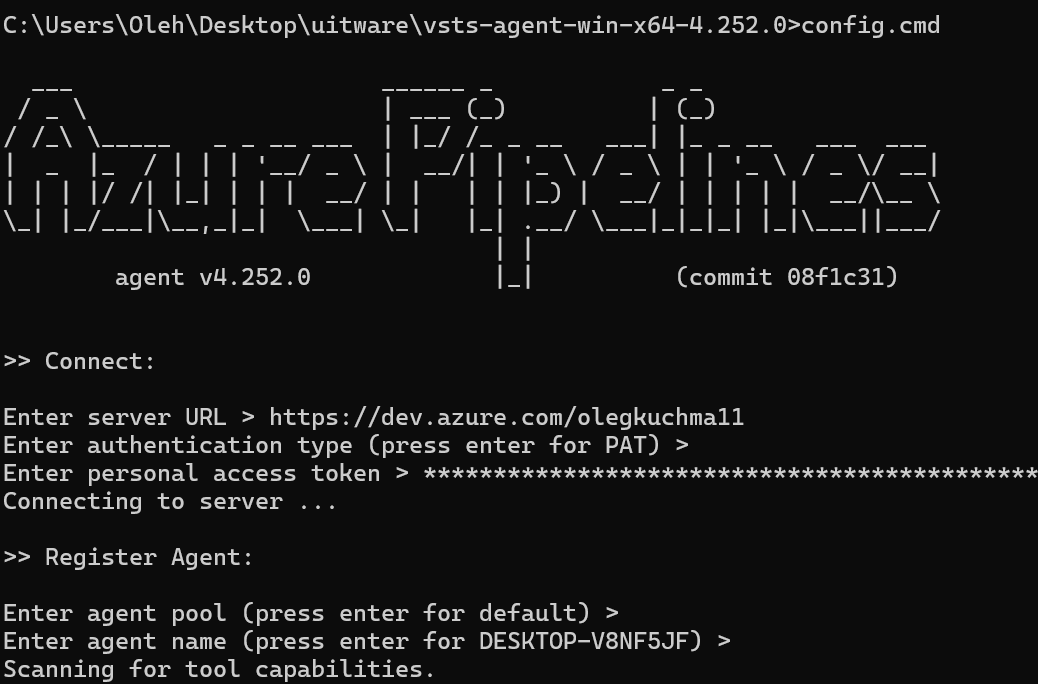 C:\Users\Oleh\Desktop\uitware\vsts-agent-win-x64-4.252.0>config.cmd
AzurePipelines
agent v4.252.0 (commit 08f1c31)
>> Connect:
Enter server URL > https://dev.azure.com/olegkuchma11
Enter authentication type (press enter for PAT) >
Enter personal access token > ********************************************
Connecting to server ...
>> Register Agent:
Enter agent pool (press enter for default) >
Enter agent name (press enter for DESKTOP-V8NF5JF) >
Scanning for tool capabilities.